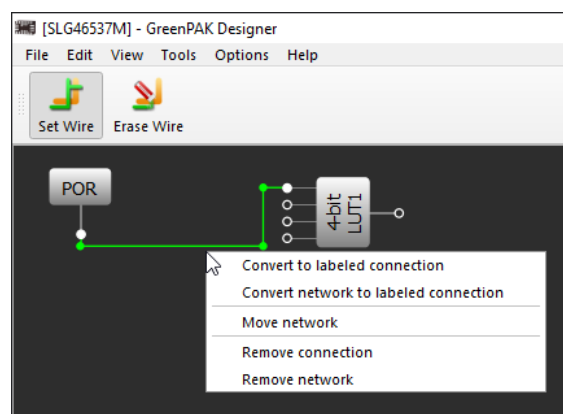 [SLG46537M] - GreenPAK Designer
File Edit View Tools Options Help
Set Wire Erase Wire
POR
4-bit
LUT1
Convert to labeled connection
Convert network to labeled connection
Move network
Remove connection
Remove network